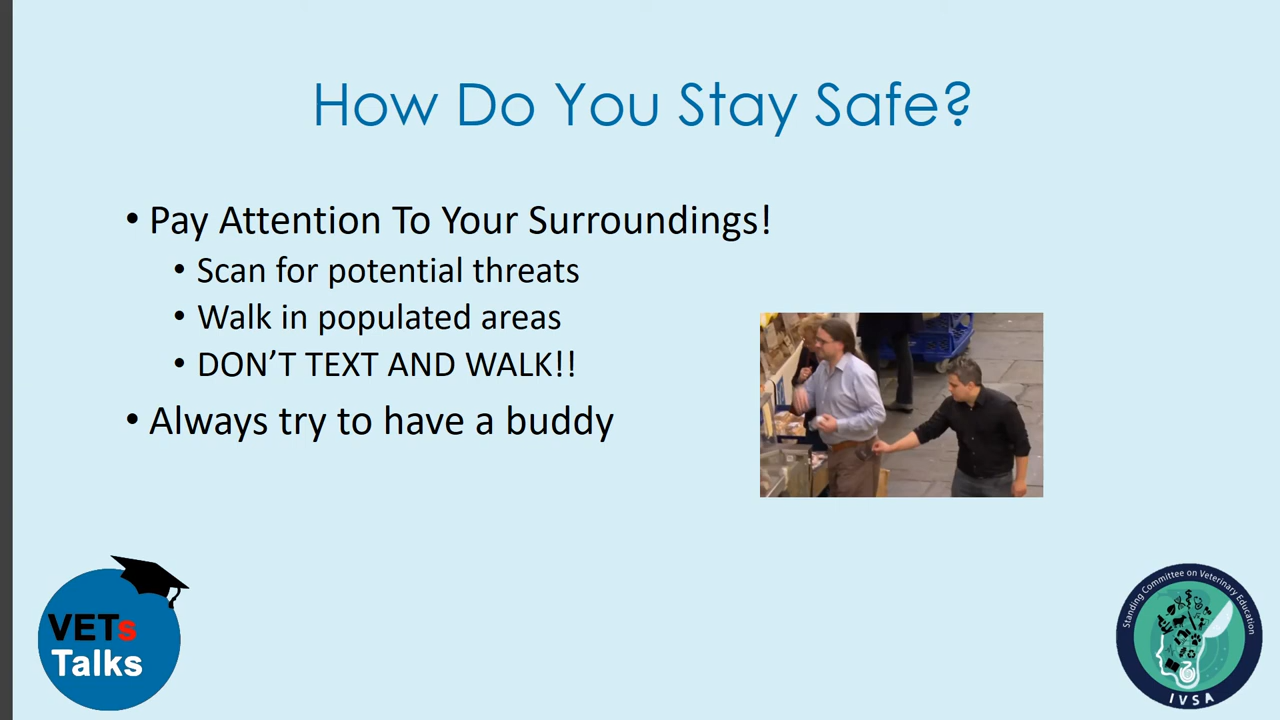 How Do You Stay Safe?
• Pay Attention To Your Surroundings!
• Scan for potential threats
• Walk in populated areas
• DON’T TEXT AND WALK!!
• Always try to have a buddy
VETs
Talks
Standing Committee on Veterinary Education
IVSA